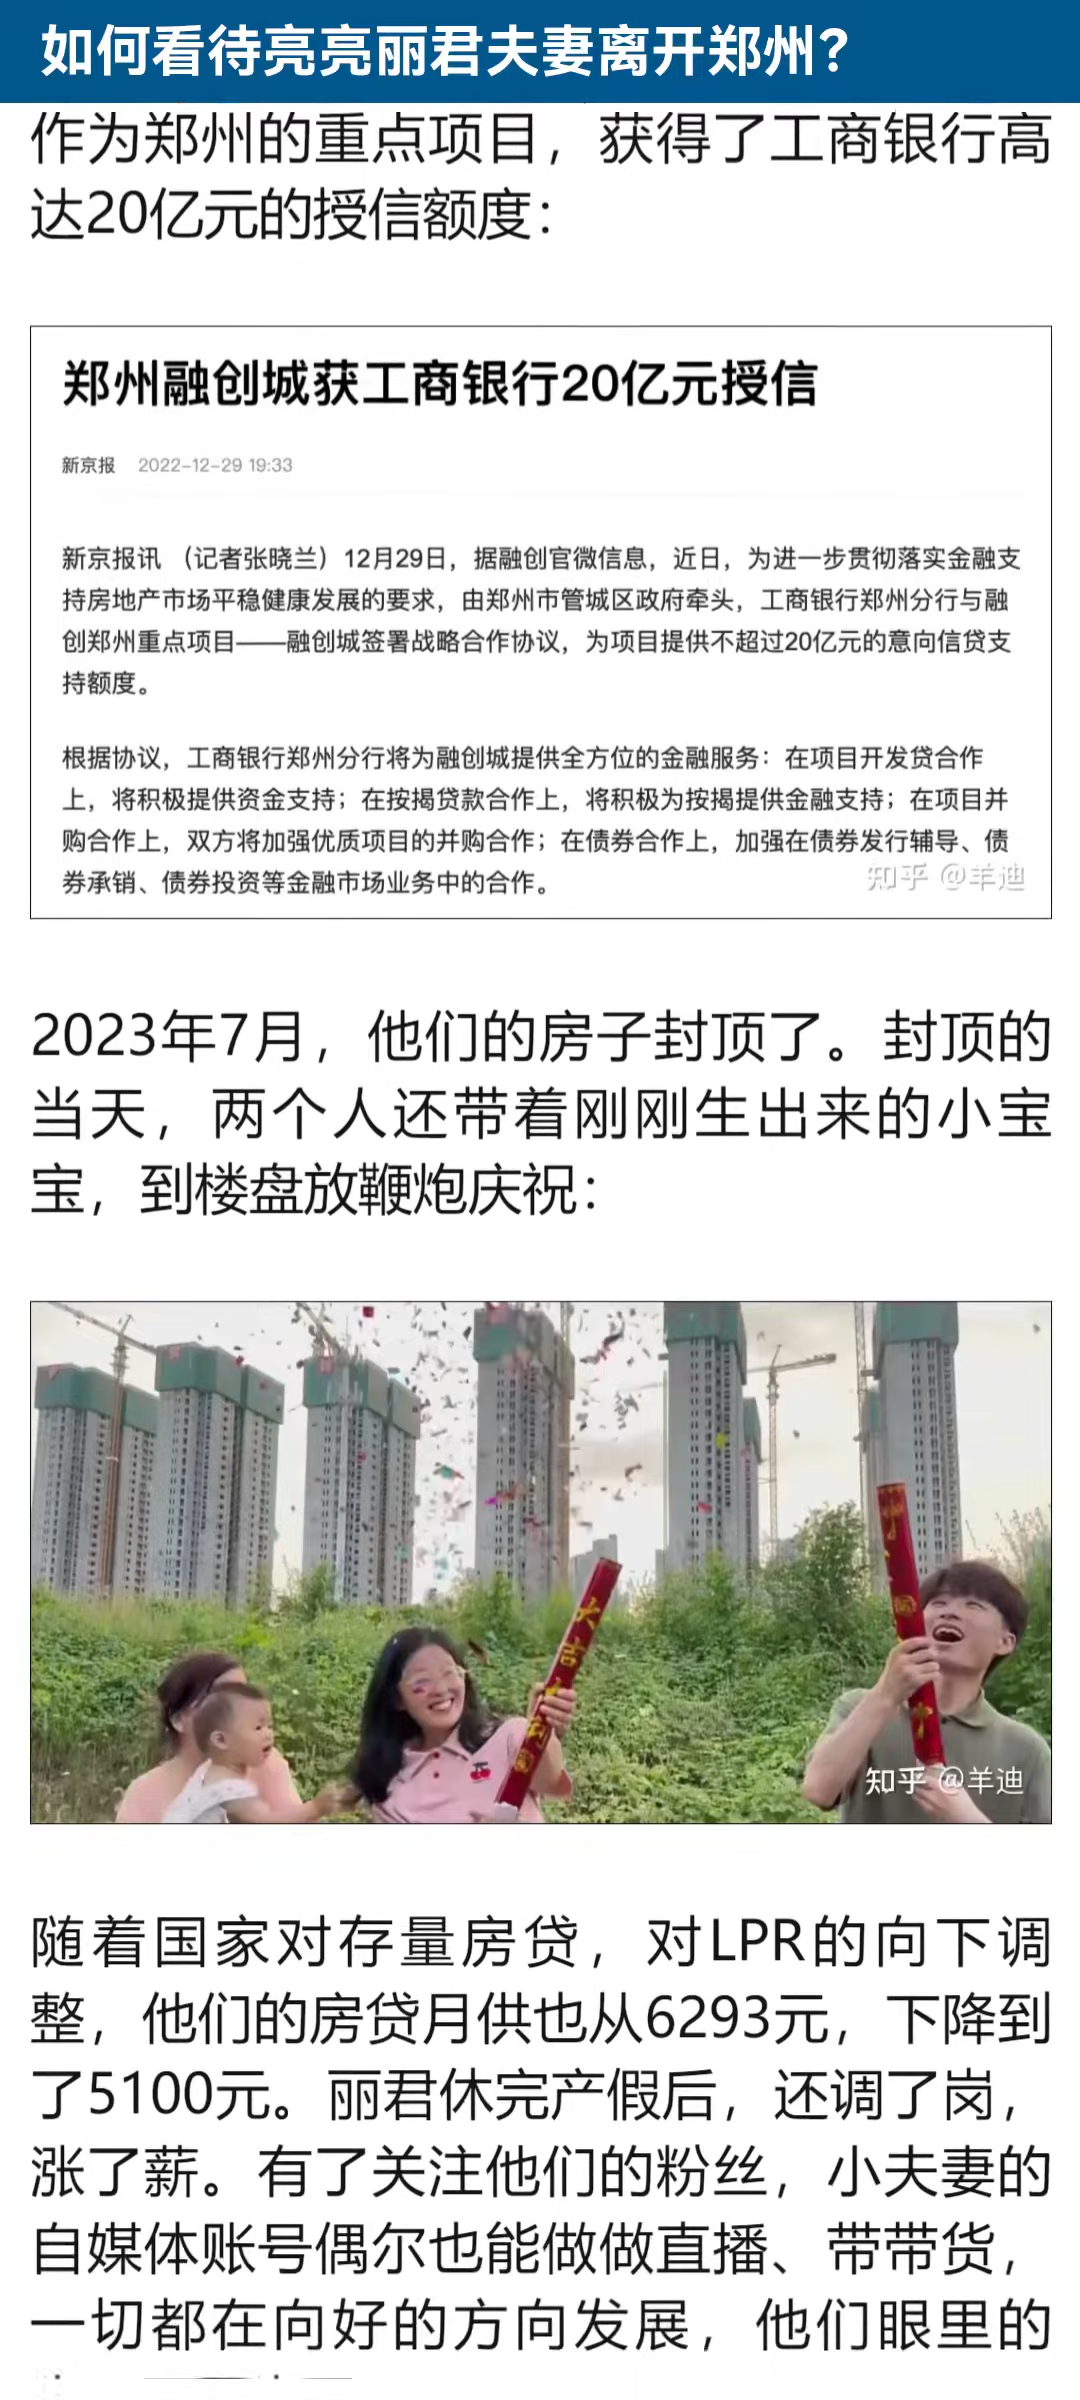 如何看待亮亮丽君夫妻离开郑州?
作为郑州的重点项目，获得了工商银行高
达20亿元的授信额度：
郑州融创城获工商银行20亿元授信
新京报 2022-12-29 19:33
新京报讯 （记者张晓兰）12月29日，据融创官微信息，近日，为进一步贯彻落实金融支
持房地产市场平稳健康发展的要求，由郑州市管城区政府牵头，工商银行郑州分行与融
创郑州重点项目——融创城签署战略合作协议，为项目提供不超过20亿元的意向信贷支
持额度。
根据协议，工商银行郑州分行将为融创城提供全方位的金融服务：在项目开发贷合作
上，将积极提供资金支持；在按揭贷款合作上，将积极为按揭提供金融支持；在项目并
购合作上，双方将加强优质项目的并购合作；在债券合作上，加强在债券发行辅导、债
券承销、债券投资等金融市场业务中的合作。
知乎 @羊迪
2023年7月，他们的房子封顶了。封顶的
当天，两个人还带着刚刚生出来的小宝
宝，到楼盘放鞭炮庆祝：
大吉大利
知乎 @羊迪
随着国家对存量房贷，对LPR的向下调
整，他们的房贷月供也从6293元，下降到
了5100元。丽君休完产假后，还调了岗，
涨了薪。有了关注他们的粉丝，小夫妻的
自媒体账号偶尔也能做做直播、带带货，
一切都在向好的方向发展，他们眼里的